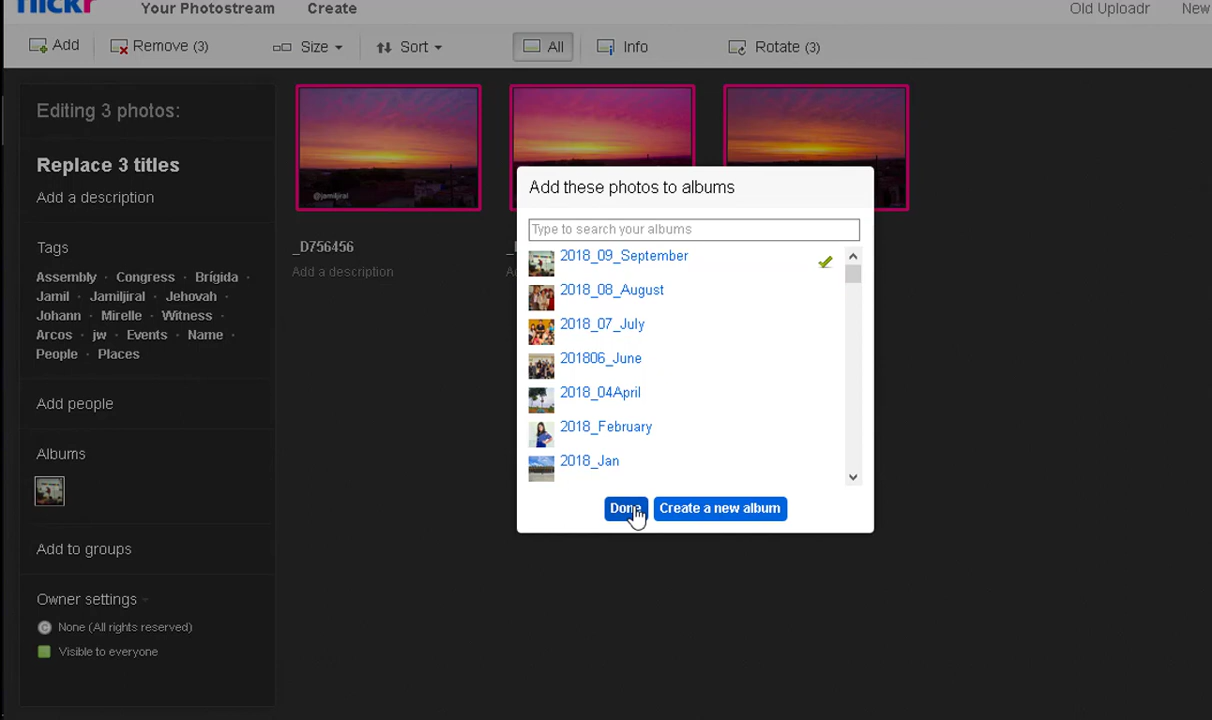 flickr
Your Photostream
Create
Old Uploadr
New
Add
Remove (3)
Size
Sort
All
Info
Rotate (3)
Editing 3 photos:
Replace 3 titles
Add a description
Tags
Assembly · Congress · Brígida ·
Jamil · Jamiljiral · Jehovah ·
Johann · Mirelle · Witness ·
Arcos · jw · Events · Name ·
People · Places
Add people
Albums
Add to groups
Owner settings
None (All rights reserved)
Visible to everyone
@jamiljiral
_D756456
Add a description
Add these photos to albums
Type to search your albums
2018_09_September
2018_08_August
2018_07_July
201806_June
2018_04April
2018_February
2018_Jan
Done
Create a new album